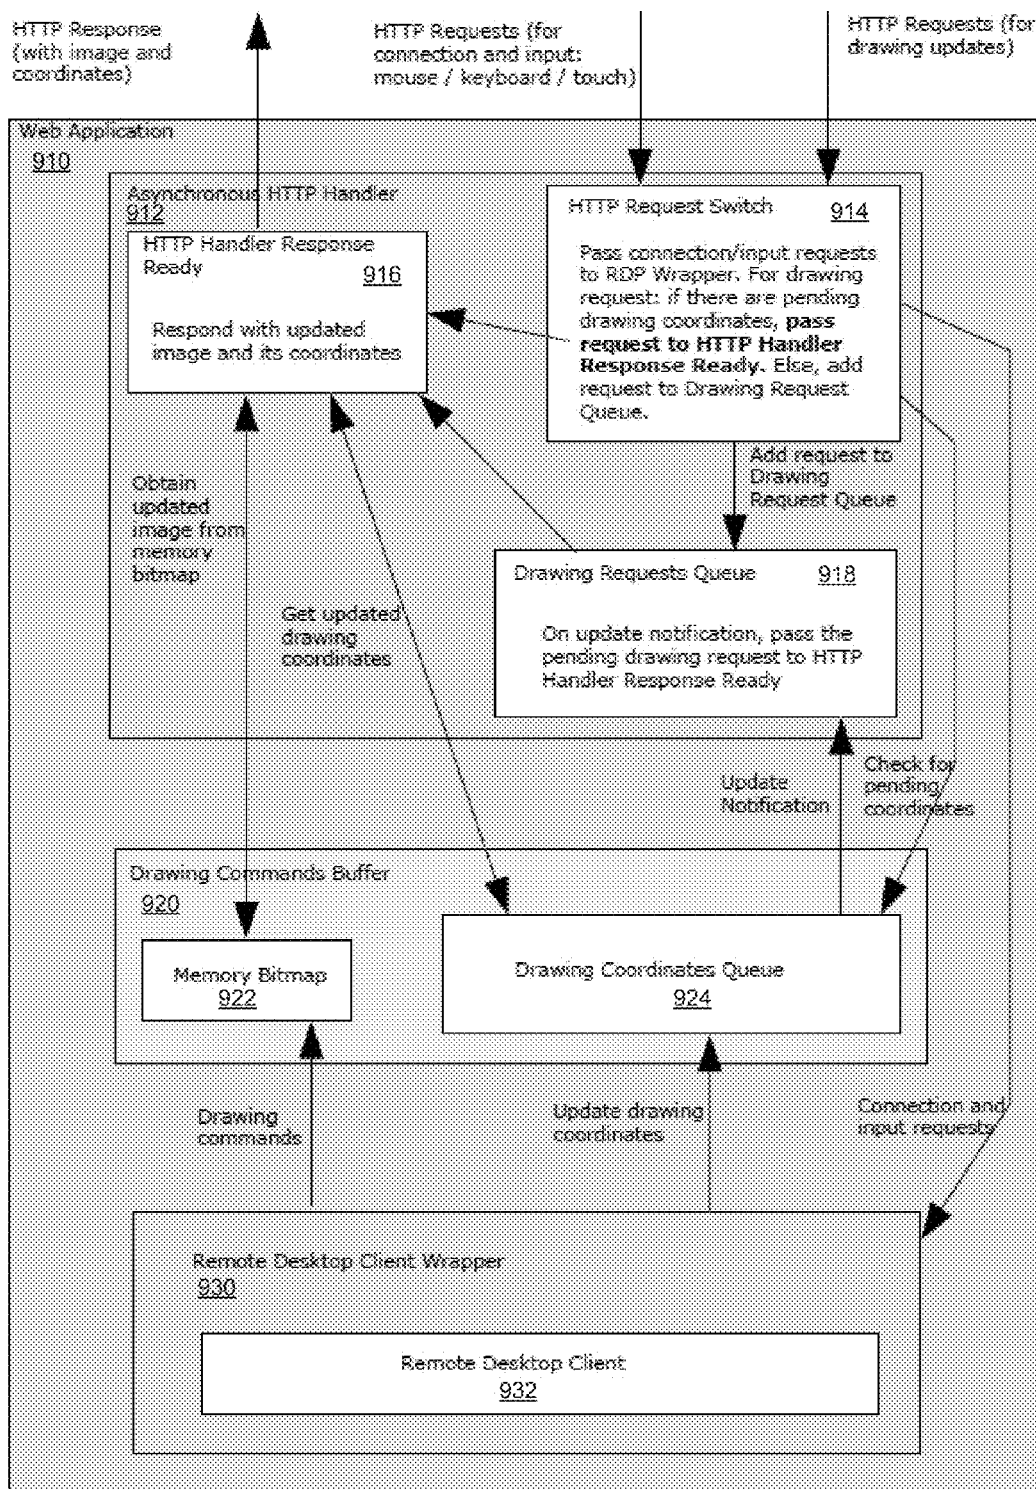 HTTP Response
(with image and
coordinates)
HTTP Requests (for
connection and input:
mouse / keyboard / touch)
HTTP Requests (for
drawing updates)
Web Application
910
Asynchronous HTTP Handler
912
HTTP Handler Response
Ready
916
Respond with updated
image and its coordinates
HTTP Request Switch
914
Pass connection/input requests
to RDP Wrapper. For drawing
request: if there are pending
drawing coordinates, pass
request to HTTP Handler
Response Ready. Else, add
request to Drawing Request
Queue.
Add request to
Drawing
Request Queue
Obtain
updated
image from
memory
bitmap
Get updated
drawing
coordinates
Drawing Requests Queue
918
On update notification, pass the
pending drawing request to HTTP
Handler Response Ready
Update
Notification
Check for
pending
coordinates
Drawing Commands Buffer
920
Memory Bitmap
922
Drawing Coordinates Queue
924
Drawing
commands
Update drawing
coordinates
Connection and
input requests
Remote Desktop Client Wrapper
930
Remote Desktop Client
932